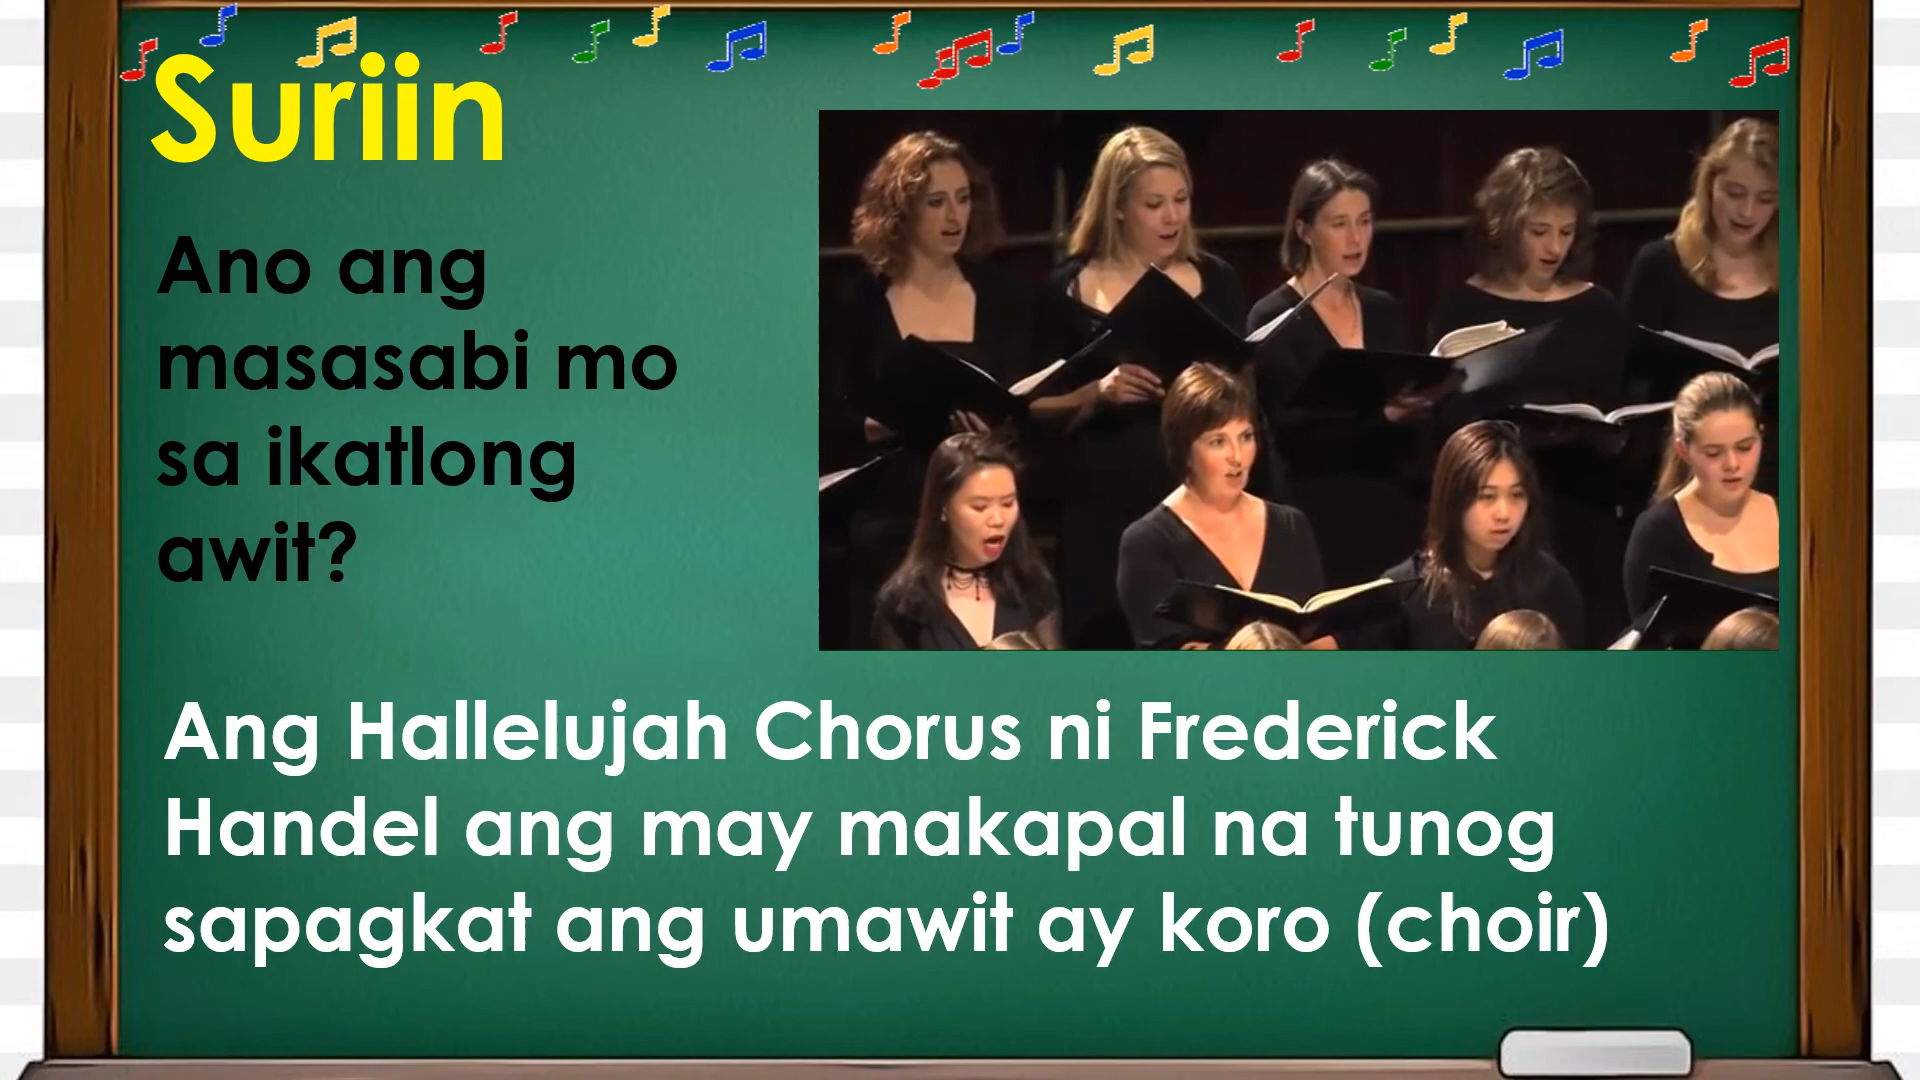 Suriin
Ano ang
masasabi mo
sa ikatlong
awit?
Ang Hallelujah Chorus ni Frederick
Handel ang may makapal na tunog
sapagkat ang umawit ay koro (choir)